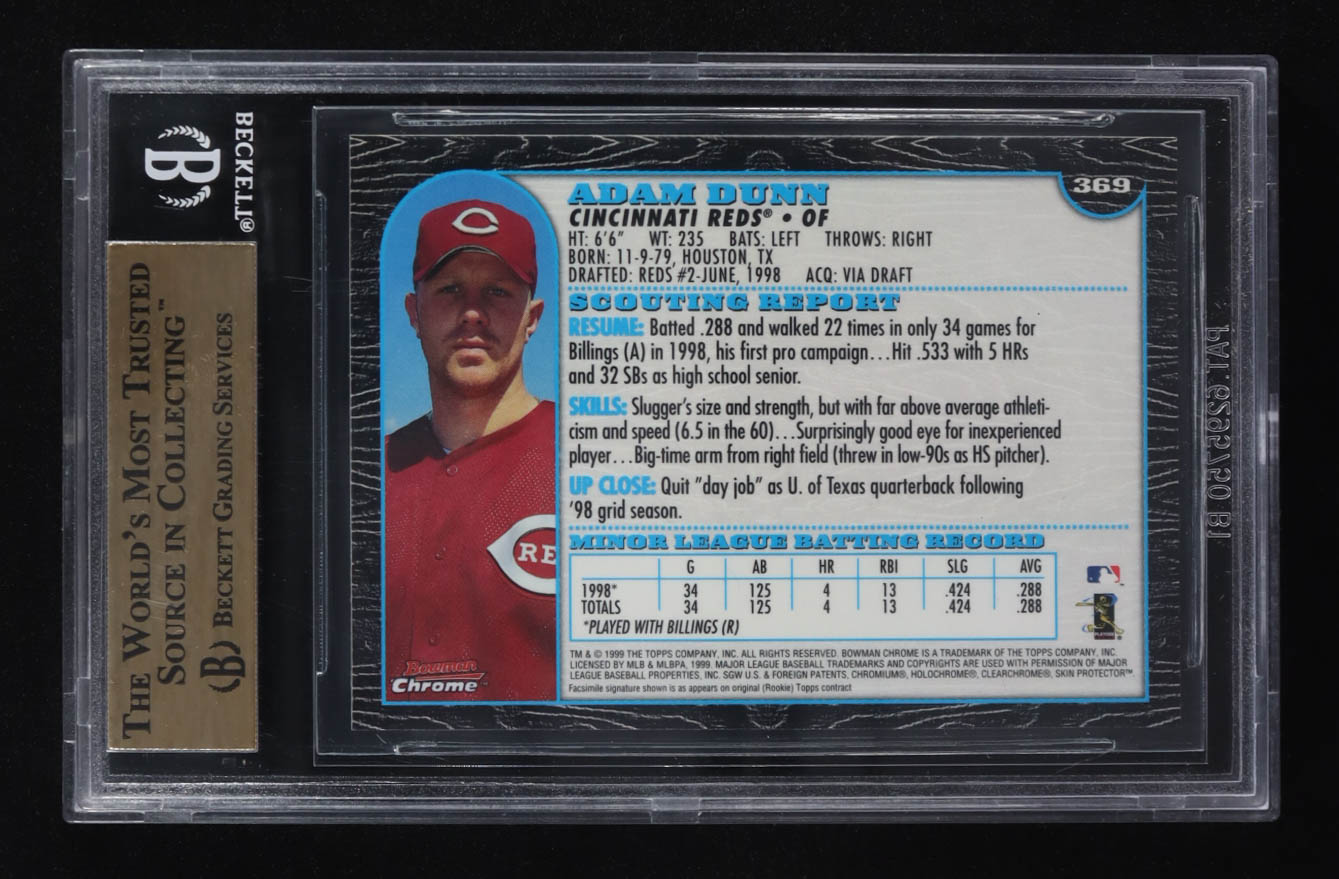 BECKETT®
B
THE WORLD'S MOST TRUSTED
SOURCE IN COLLECTING™
B BECKETT GRADING SERVICES
369
ADAM DUNN
CINCINNATI REDS® • OF
HT: 6'6" WT: 235 BATS: LEFT THROWS: RIGHT
BORN: 11-9-79, HOUSTON, TX
DRAFTED: REDS #2-JUNE, 1998 ACQ: VIA DRAFT
SCOUTING REPORT
RESUME: Batted .288 and walked 22 times in only 34 games for
Billings (A) in 1998, his first pro campaign...Hit .533 with 5 HRs
and 32 SBs as high school senior.
SKILLS: Slugger's size and strength, but with far above average athleti-
cism and speed (6.5 in the 60)...Surprisingly good eye for inexperienced
player...Big-time arm from right field (threw in low-90s as HS pitcher).
UP CLOSE: Quit "day job" as U. of Texas quarterback following
'98 grid season.
MINOR LEAGUE BATTING RECORD
G AB HR RBI SLG AVG
1998* 34 125 4 13 .424 .288
TOTALS 34 125 4 13 .424 .288
*PLAYED WITH BILLINGS (R)
TM & © 1999 THE TOPPS COMPANY, INC. ALL RIGHTS RESERVED. BOWMAN CHROME IS A TRADEMARK OF THE TOPPS COMPANY, INC.
LICENSED BY MLB & MLBPA, 1999. MAJOR LEAGUE BASEBALL TRADEMARKS AND COPYRIGHTS ARE USED WITH PERMISSION OF MAJOR
LEAGUE BASEBALL PROPERTIES, INC. SGW U.S. & FOREIGN PATENTS, CHROMIUM®, HOLOCHROME®, CLEARCHROME®, SKIN PROTECTOR™
Facsimile signature shown is as appears on original (Rookie) Topps contract
RE
Bowman
Chrome